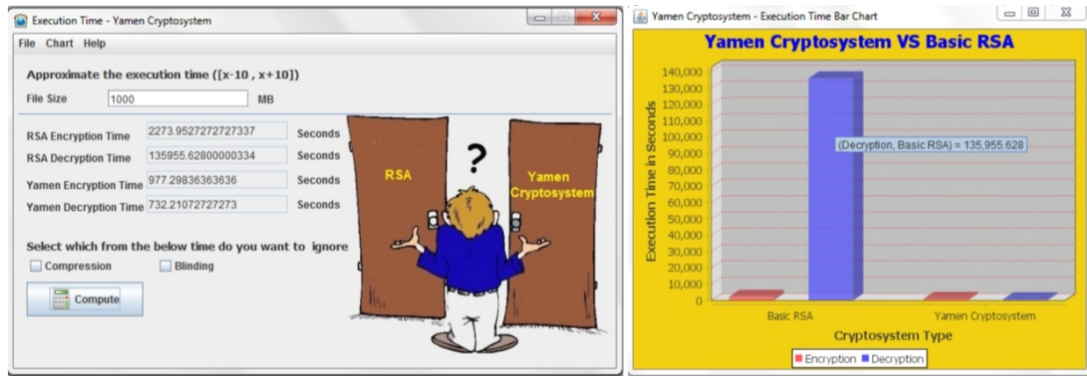 Execution Time - Yamen Cryptosystem
File Chart Help
Approximate the execution time ([x-10 , x+10])
File Size 1000 MB
RSA Encryption Time 2273.9527272727337 Seconds
RSA Decryption Time 135955.62800000334 Seconds
Yamen Encryption Time 977.29836363636 Seconds
Yamen Decryption Time 732.21072727273 Seconds
Select which from the below time do you want to ignore
Compression Blinding
Compute
RSA
?
Yamen
Cryptosystem
Yamen Cryptosystem - Execution Time Bar Chart
Yamen Cryptosystem VS Basic RSA
Execution Time in Seconds
140,000
130,000
120,000
110,000
100,000
90,000
80,000
70,000
60,000
50,000
40,000
30,000
20,000
10,000
0
(Decryption, Basic RSA) = 135,955.628
Basic RSA Yamen Cryptosystem
Cryptosystem Type
Encryption Decryption